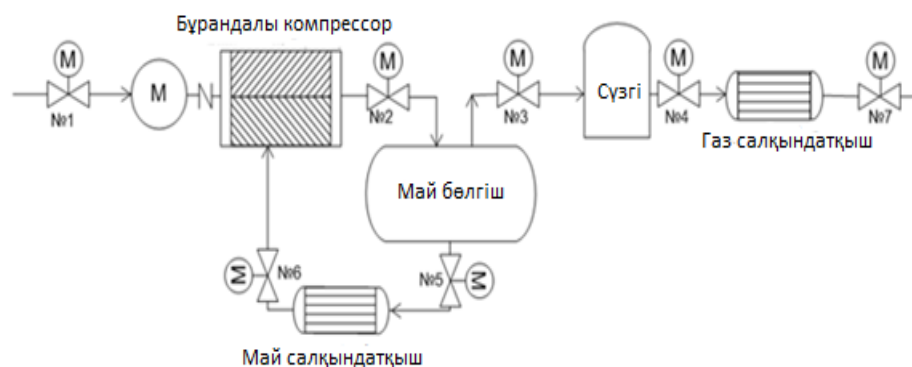 Бұрандалы компрессор
M
M
M
M
M
M
№1
№2
№3
Сүзгі
№4
№7
Газ салқындатқыш
Май бөлгіш
№6
№5
M
M
Май салқындатқыш